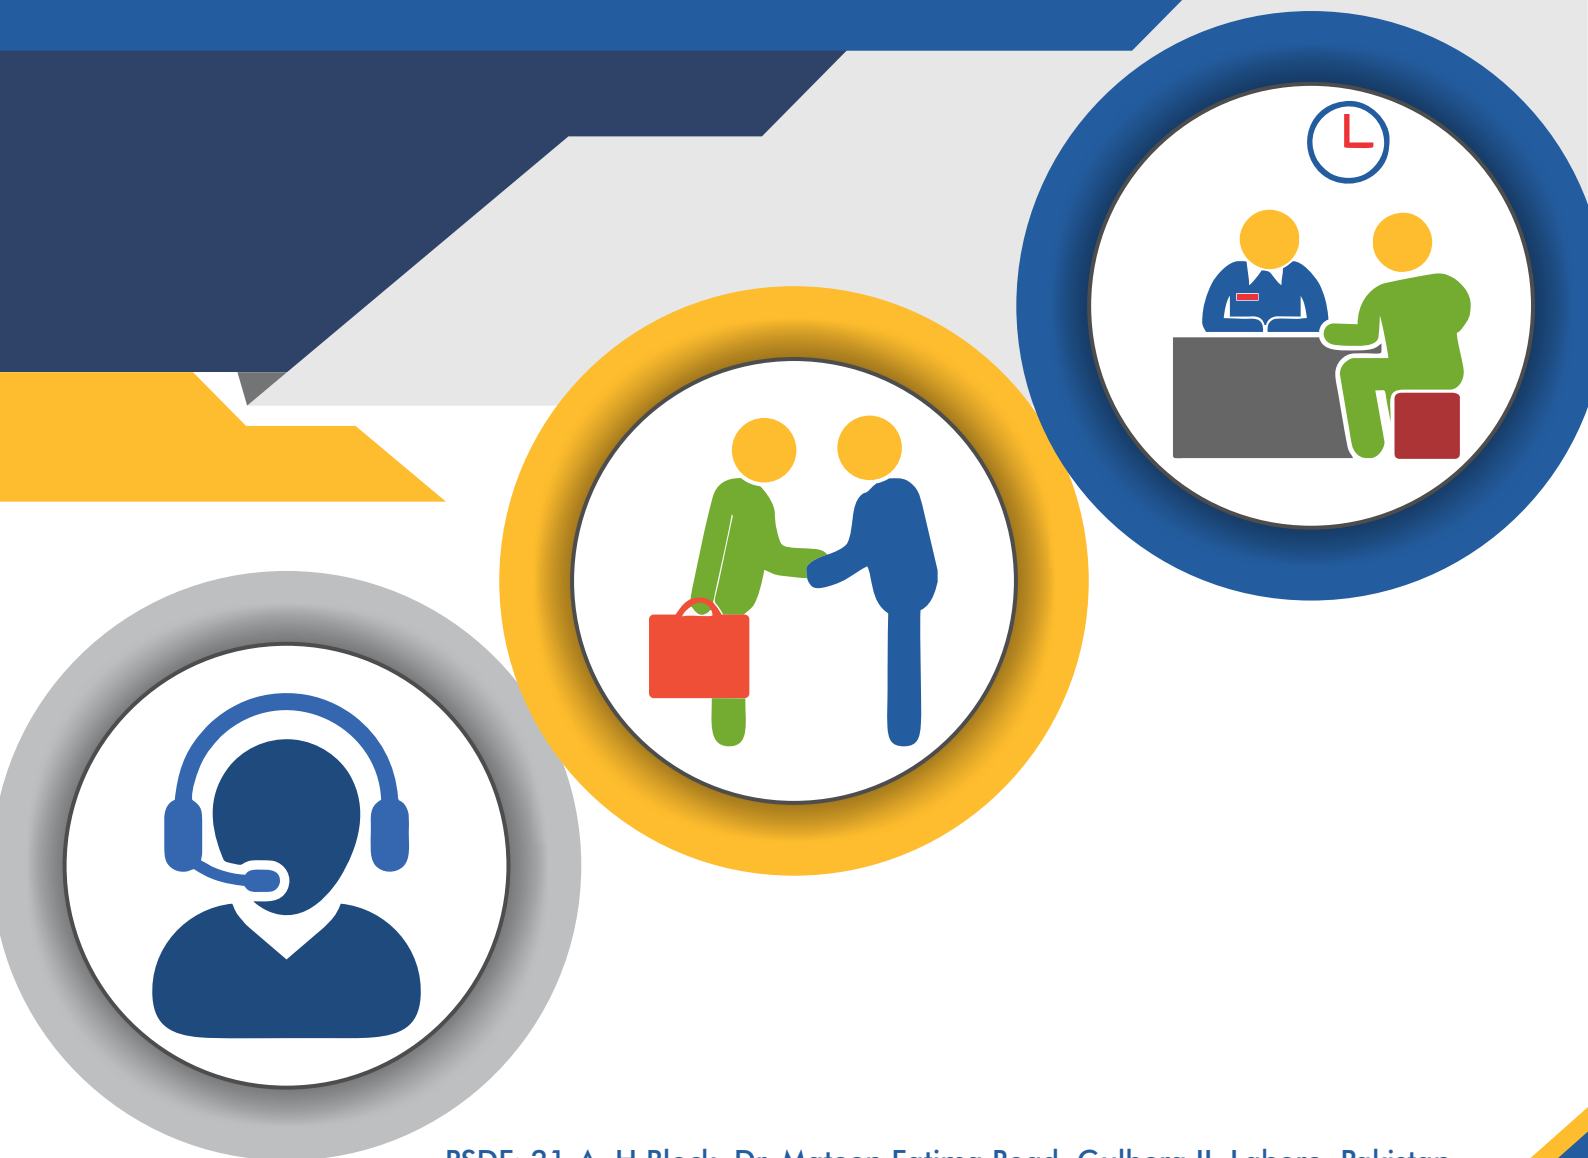 PSDF: 21-A, H-Block, Dr. Mateen Fatima Road, Gulberg II, Lahore, Pakistan